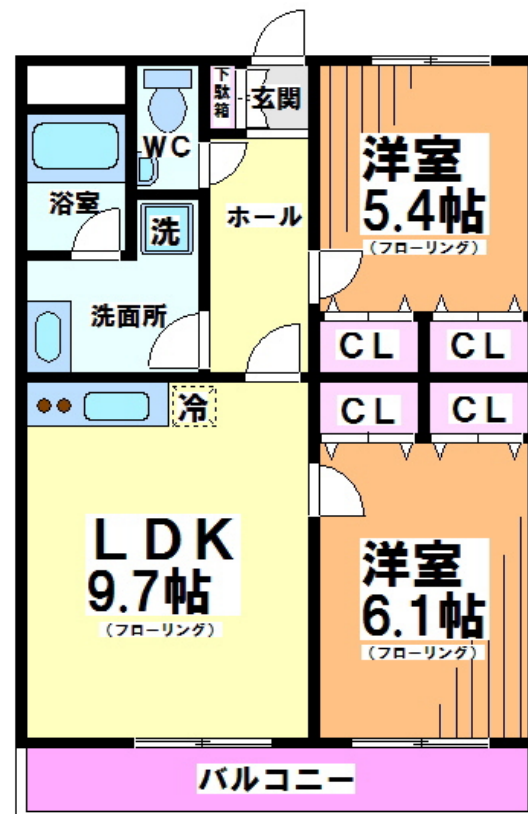 下駄箱
玄関
WC
洋室
5.4帖
(フローリング)
浴室
洗
ホール
洗面所
CL
CL
CL
CL
冷
LDK
9.7帖
(フローリング)
洋室
6.1帖
(フローリング)
バルコニー